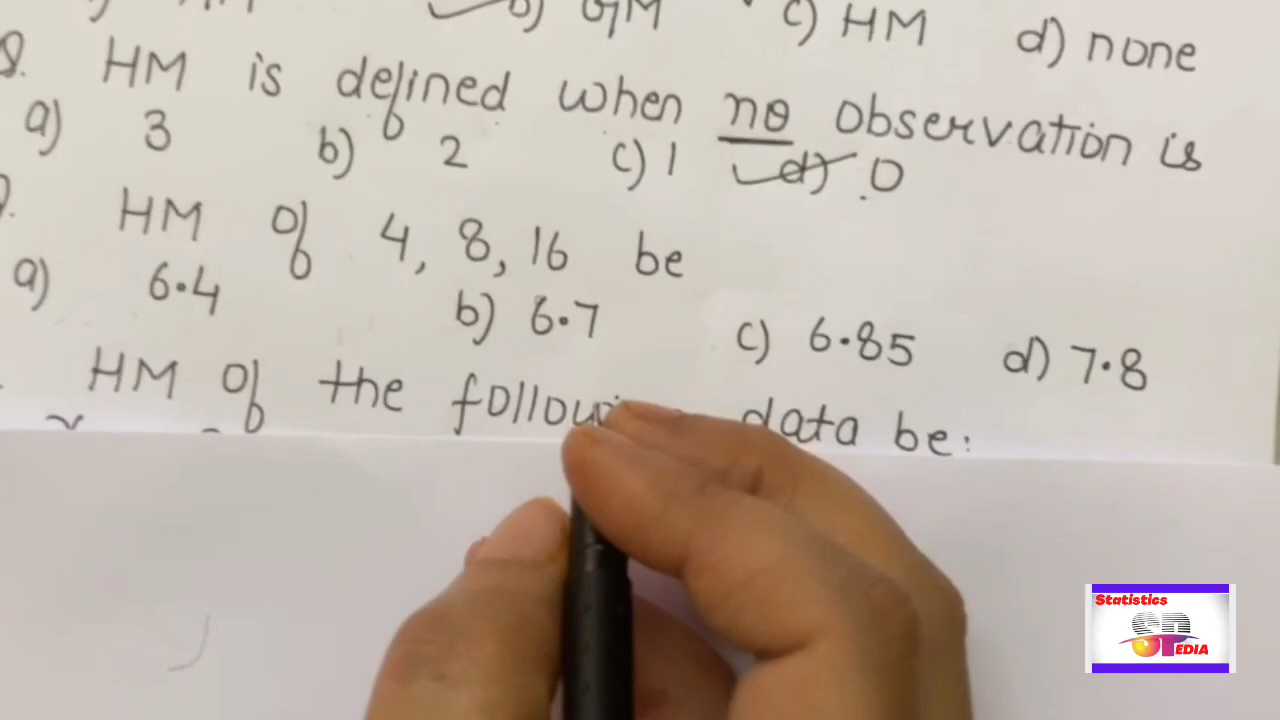 b) GM c) HM d) none
Q. HM is defined when no observation is
a) 3 b) 2 c) 1 d) 0
HM of 4, 8, 16 be
a) 6.4 b) 6.7 c) 6.85 d) 7.8
HM of the data be:
Statistics
EDIA